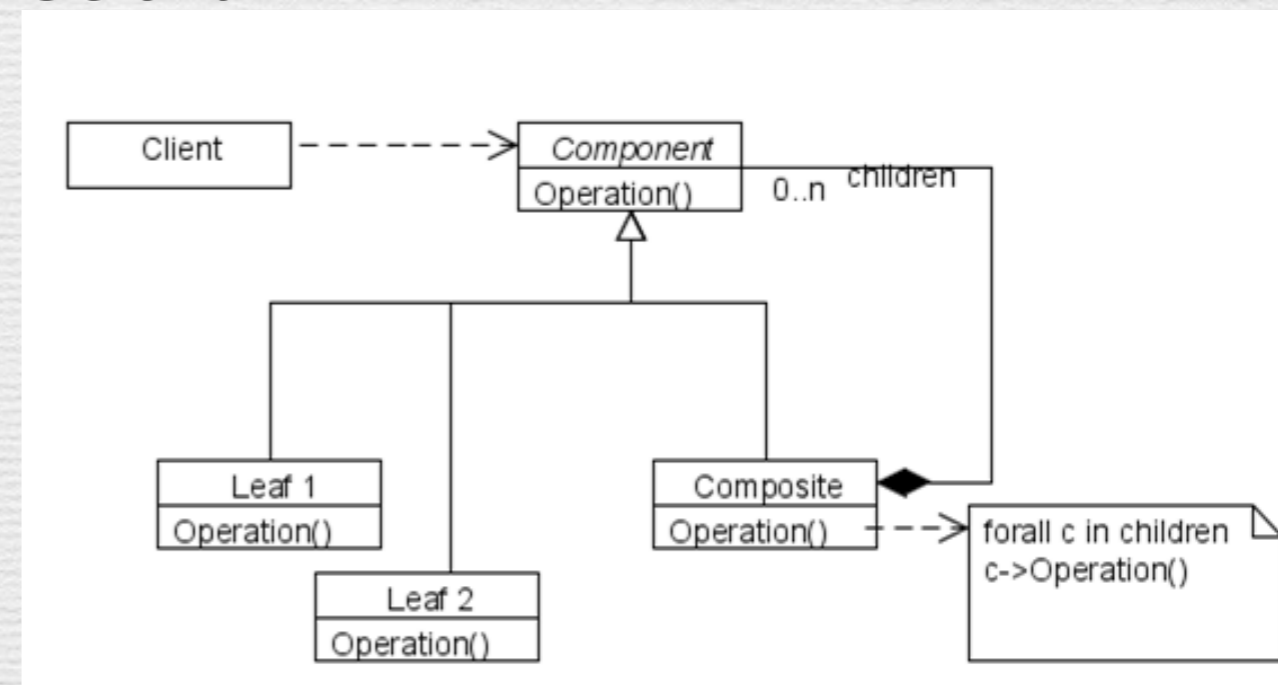 Client
Component
Operation()
0..n
children
Leaf 1
Operation()
Leaf 2
Operation()
Composite
Operation()
forall c in children
c->Operation()